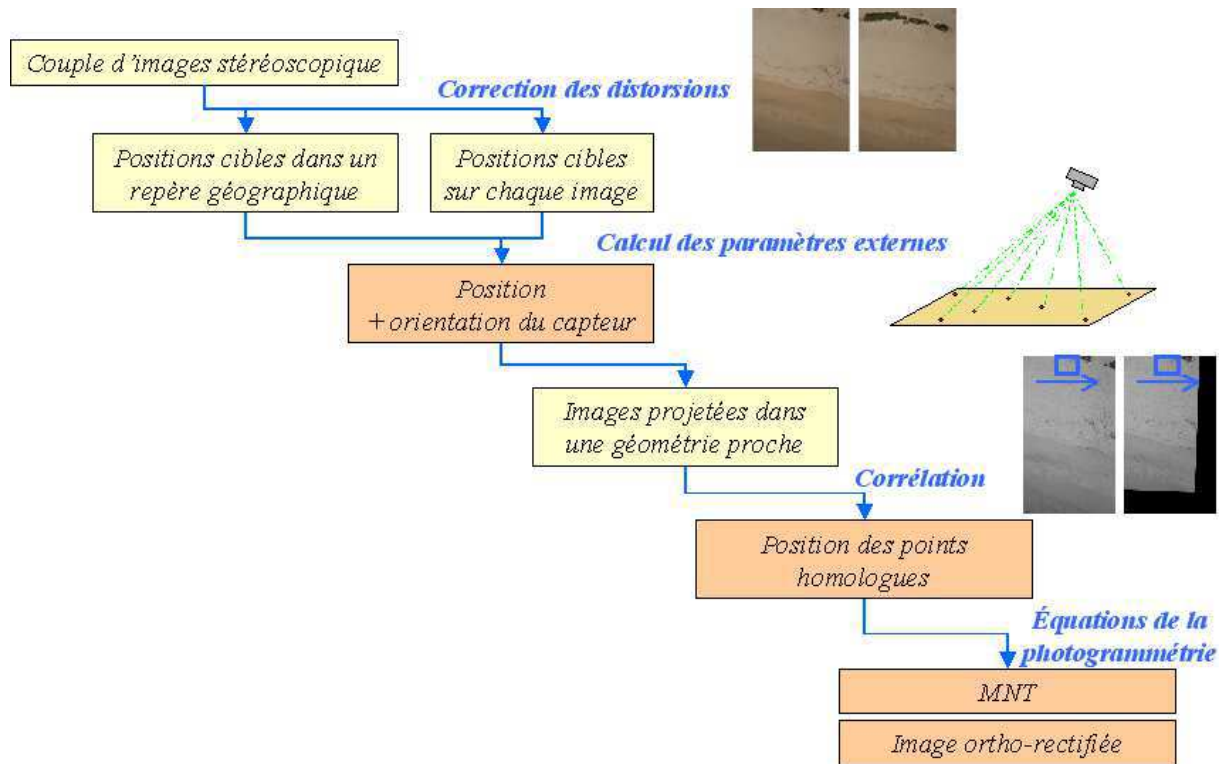 Couple d'images stéréoscopique
Correction des distorsions
Positions cibles dans un
repère géographique
Positions cibles
sur chaque image
Calcul des paramètres externes
Position
+ orientation du capteur
Images projetées dans
une géométrie proche
Corrélation
Position des points
homologues
Équations de la
photogrammétrie
MNT
Image ortho-rectifiée